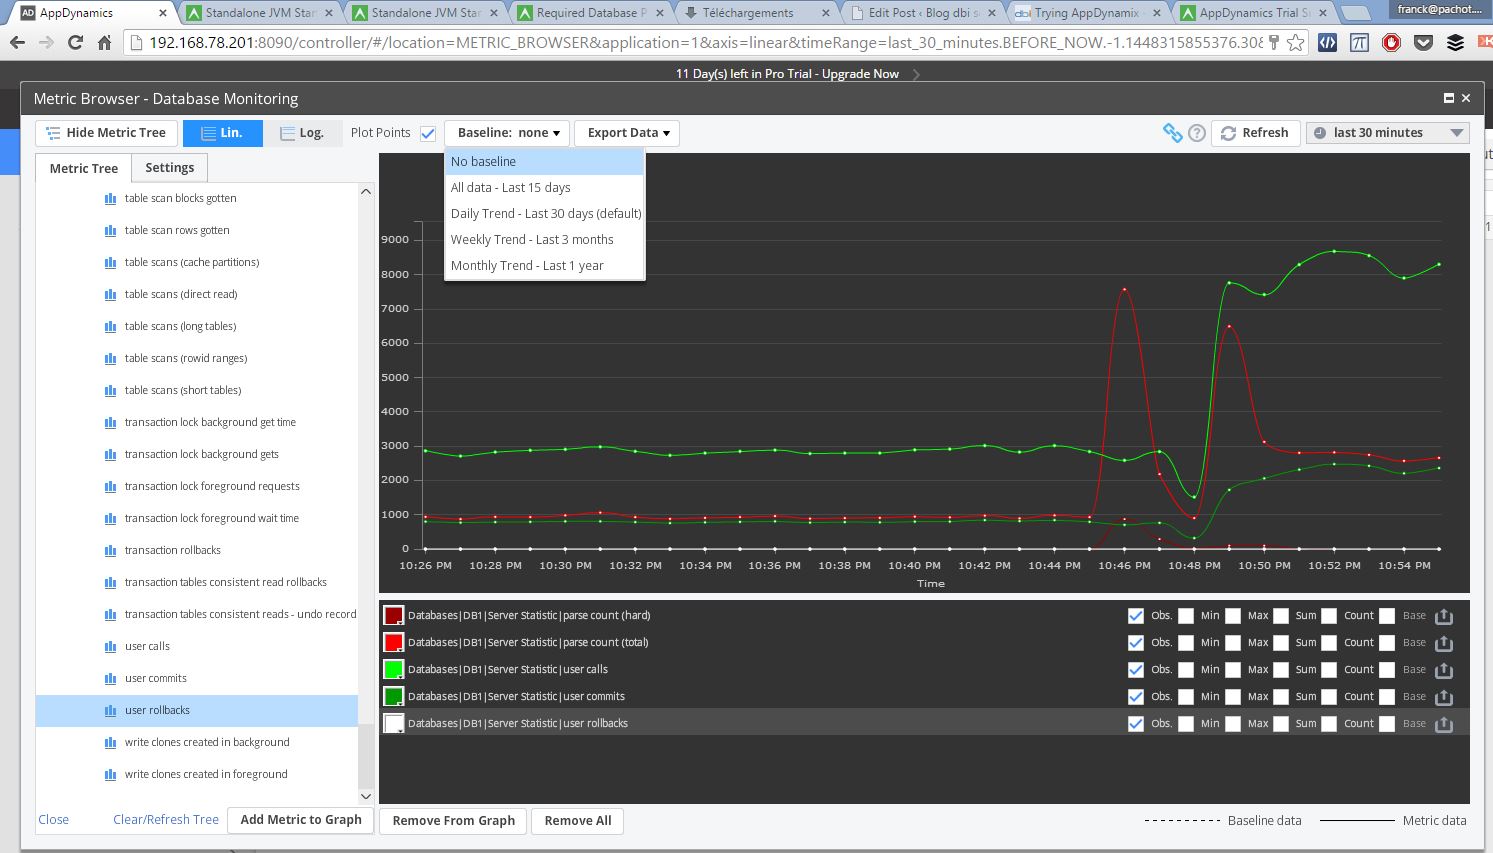 AD AppDynamics
Standalone JVM Star
Standalone JVM Star
Required Database P
Téléchargements
Edit Post ‹ Blog dbi s
dbi Trying AppDynamix -
AppDynamics Trial Su
franck@pachot....
192.168.78.201:8090/controller/#/location=METRIC_BROWSER&application=1&axis=linear&timeRange=last_30_minutes.BEFORE_NOW.-1.1448315855376.308
11 Day(s) left in Pro Trial - Upgrade Now
Metric Browser - Database Monitoring
Hide Metric Tree
Lin.
Log.
Plot Points
Baseline: none
Export Data
Refresh
last 30 minutes
No baseline
All data - Last 15 days
Daily Trend - Last 30 days (default)
Weekly Trend - Last 3 months
Monthly Trend - Last 1 year
Metric Tree
Settings
table scan blocks gotten
table scan rows gotten
table scans (cache partitions)
table scans (direct read)
table scans (long tables)
table scans (rowid ranges)
table scans (short tables)
transaction lock background get time
transaction lock background gets
transaction lock foreground requests
transaction lock foreground wait time
transaction rollbacks
transaction tables consistent read rollbacks
transaction tables consistent reads - undo record
user calls
user commits
user rollbacks
write clones created in background
write clones created in foreground
Close
Clear/Refresh Tree
Add Metric to Graph
9000
8000
7000
6000
5000
4000
3000
2000
1000
0
10:26 PM 10:28 PM 10:30 PM 10:32 PM 10:34 PM 10:36 PM 10:38 PM 10:40 PM 10:42 PM 10:44 PM 10:46 PM 10:48 PM 10:50 PM 10:52 PM 10:54 PM
Time
Databases|DB1|Server Statistic|parse count (hard) Obs. Min Max Sum Count Base
Databases|DB1|Server Statistic|parse count (total) Obs. Min Max Sum Count Base
Databases|DB1|Server Statistic|user calls Obs. Min Max Sum Count Base
Databases|DB1|Server Statistic|user commits Obs. Min Max Sum Count Base
Databases|DB1|Server Statistic|user rollbacks Obs. Min Max Sum Count Base
Remove From Graph
Remove All
Baseline data
Metric data